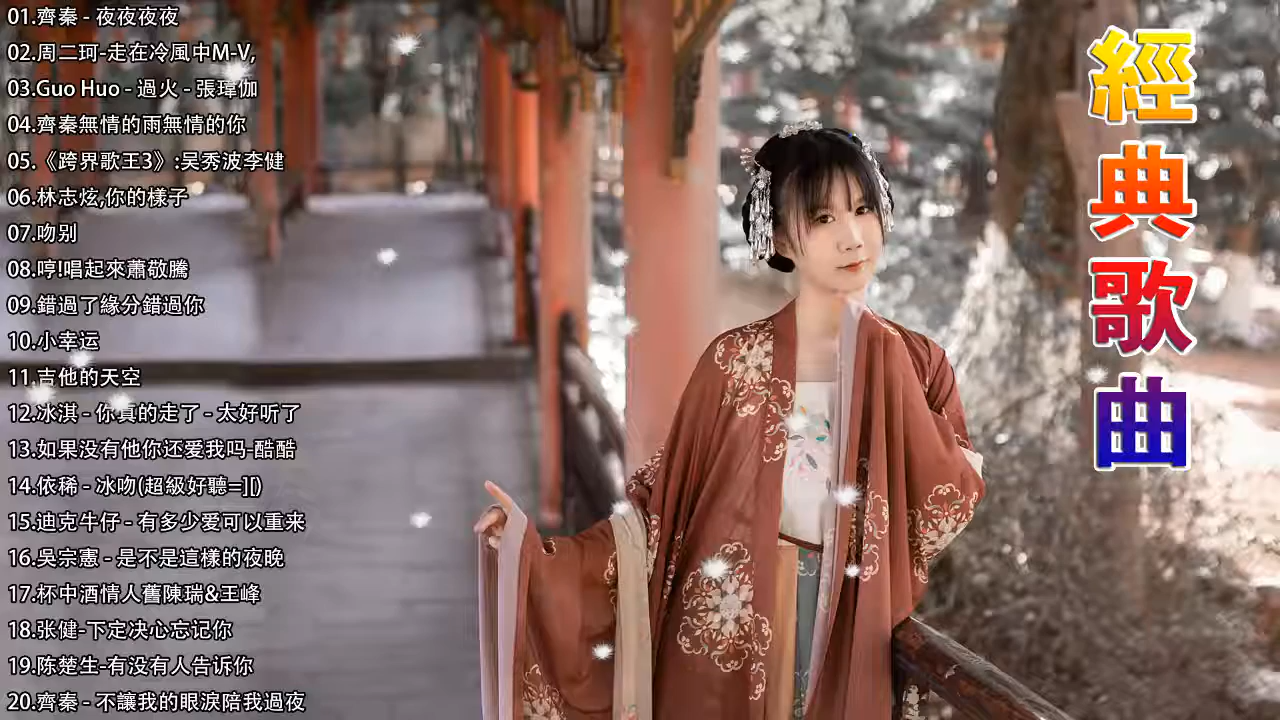 01.齊秦 - 夜夜夜夜
02.周二珂-走在冷風中M-V,
03.Guo Huo - 過火 - 張瑋伽
04.齊秦無情的雨無情的你
05.《跨界歌王3》:吴秀波李健
06.林志炫,你的樣子
07.吻别
08.哼!唱起來蕭敬騰
09.錯過了緣分錯過你
10.小幸运
11.吉他的天空
12.冰淇 - 你真的走了 - 太好听了
13.如果没有他你还爱我吗-酷酷
14.依稀 - 冰吻(超級好聽=][)
15.迪克牛仔 - 有多少爱可以重来
16.吳宗憲 - 是不是這樣的夜晚
17.杯中酒情人舊陳瑞&王峰
18.张健-下定决心忘记你
19.陈楚生-有没有人告诉你
20.齊秦 - 不讓我的眼淚陪我過夜
經典歌曲